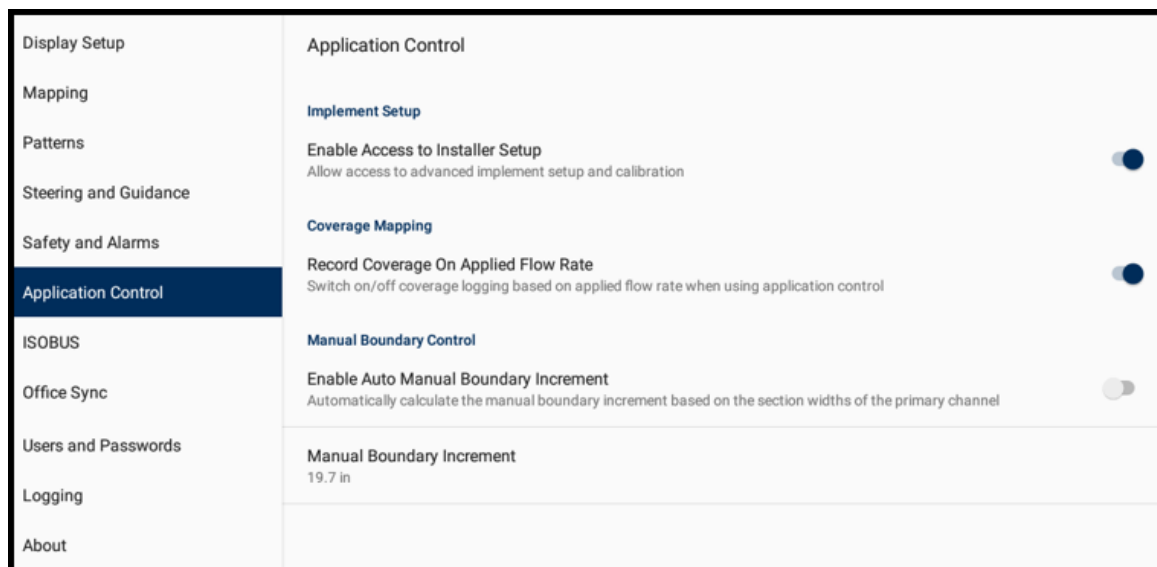 Display Setup
Mapping
Patterns
Steering and Guidance
Safety and Alarms
Application Control
ISOBUS
Office Sync
Users and Passwords
Logging
About
Application Control
Implement Setup
Enable Access to Installer Setup
Allow access to advanced implement setup and calibration
Coverage Mapping
Record Coverage On Applied Flow Rate
Switch on/off coverage logging based on applied flow rate when using application control
Manual Boundary Control
Enable Auto Manual Boundary Increment
Automatically calculate the manual boundary increment based on the section widths of the primary channel
Manual Boundary Increment
19.7 in